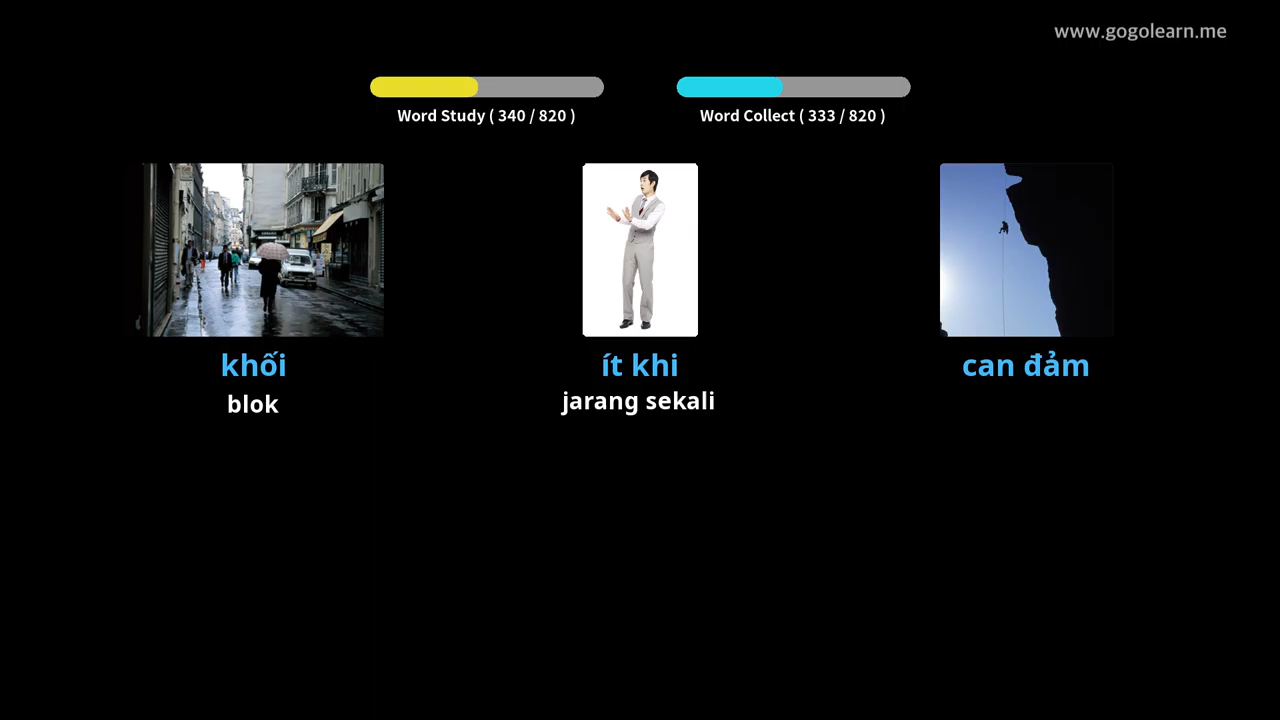 www.gogolearn.me
Word Study ( 340 / 820 )
Word Collect ( 333 / 820 )
khối
blok
ít khi
jarang sekali
can đảm